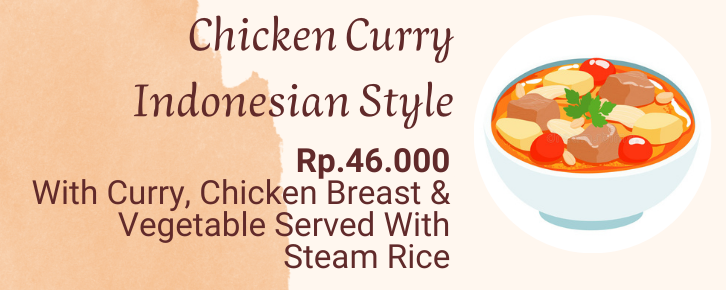 Chicken Curry
Indonesian Style
Rp.46.000
With Curry, Chicken Breast &
Vegetable Served With
Steam Rice